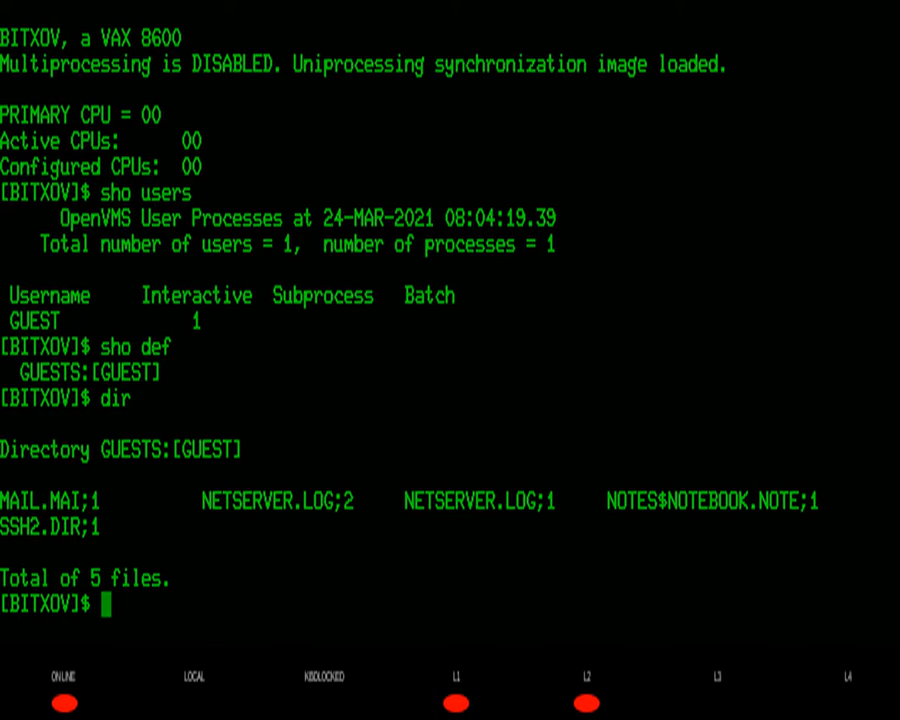 BITXOV, a VAX 8600
Multiprocessing is DISABLED. Uniprocessing synchronization image loaded.
PRIMARY CPU = 00
Active CPUs:      00
Configured CPUs:  00
[BITXOV]$ sho users
      OpenVMS User Processes at 24-MAR-2021 08:04:19.39
    Total number of users = 1,  number of processes = 1
 Username     Interactive  Subprocess   Batch
 GUEST             1
[BITXOV]$ sho def
  GUESTS:[GUEST]
[BITXOV]$ dir
Directory GUESTS:[GUEST]
MAIL.MAI;1          NETSERVER.LOG;2     NETSERVER.LOG;1     NOTES$NOTEBOOK.NOTE;1
SSH2.DIR;1
Total of 5 files.
[BITXOV]$
ONLINE LOCAL KBDLOCKED L1 L2 L3 L4